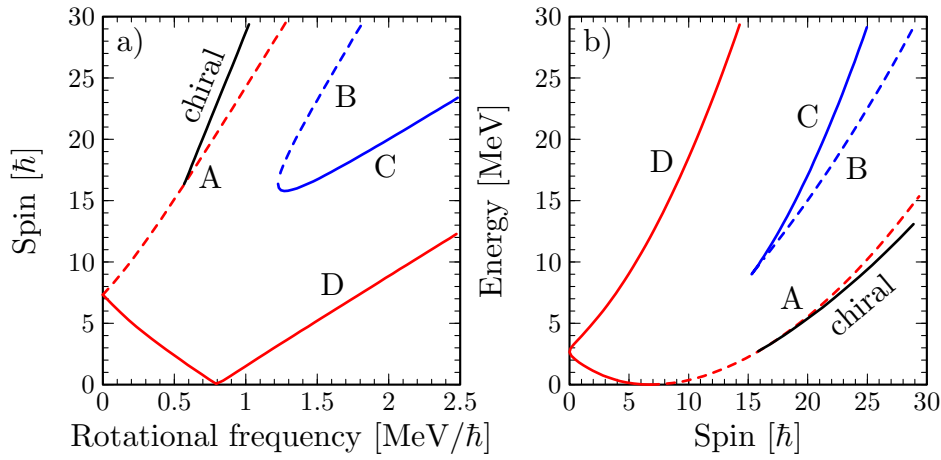 a)
30
25
20
15
10
5
0
Spin [ħ]
chiral
A
B
C
D
0 0.5 1 1.5 2 2.5
Rotational frequency [MeV/ħ]
b)
30
25
20
15
10
5
0
Energy [MeV]
D
C
B
A
chiral
0 5 10 15 20 25 30
Spin [ħ]